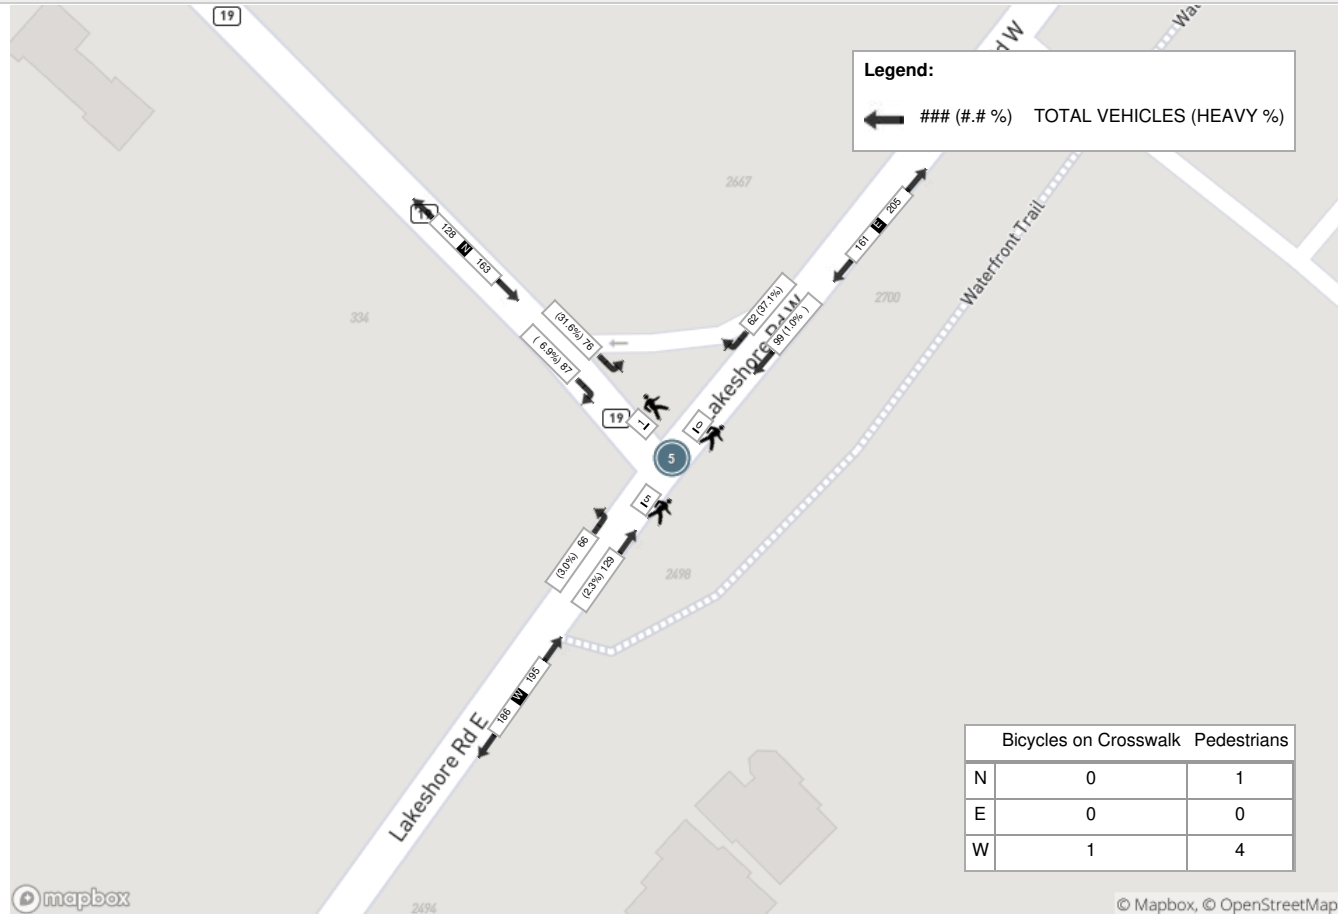 19
Wat
d W
Legend:
### (#.# %) TOTAL VEHICLES (HEAVY %)
2667
128 N 163
161 E 205
Waterfront Trail
2700
334
(31.6%) 76
62 (37.1%)
( 6.9%) 87
99 (1.0% )
Lakeshore Rd W
19
1
0
5
5
(3.0%) 66
(2.3%) 129
2498
186 W 195
Lakeshore Rd E
Bicycles on Crosswalk Pedestrians
N 0 1
E 0 0
W 1 4
2494
mapbox
© Mapbox, © OpenStreetMap